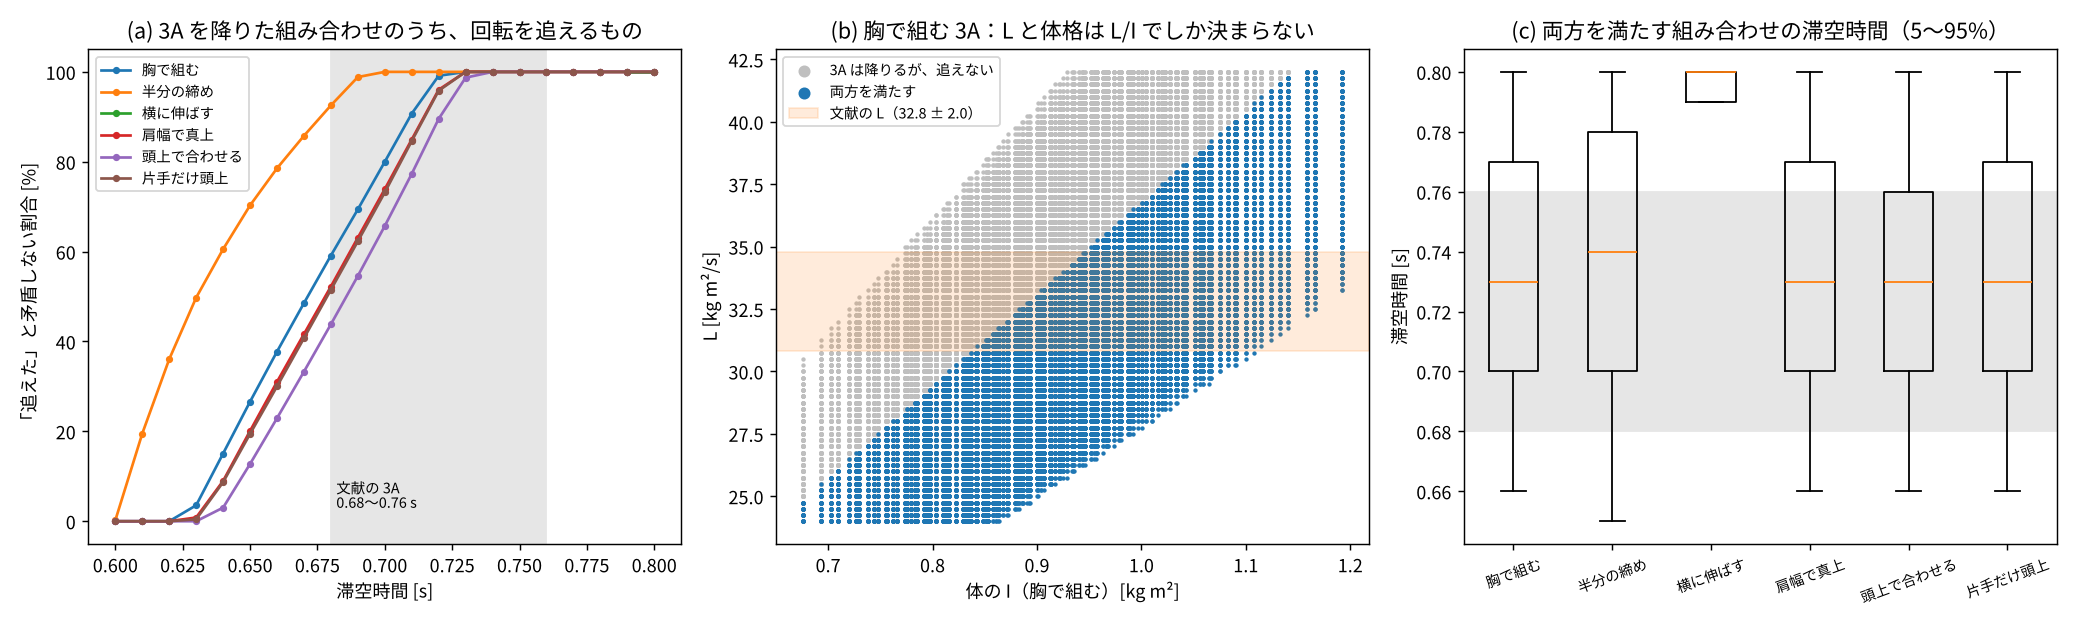 (a) 3A を降りた組み合わせのうち、回転を追えるもの
「追えた」と矛盾しない割合 [%]
100
80
60
40
20
0
胸で組む
半分の締め
横に伸ばす
肩幅で真上
頭上で合わせる
片手だけ頭上
文献の 3A
0.68〜0.76 s
0.600 0.625 0.650 0.675 0.700 0.725 0.750 0.775 0.800
滞空時間 [s]
(b) 胸で組む 3A：L と体格は L/I でしか決まらない
L [kg m²/s]
42.5
40.0
37.5
35.0
32.5
30.0
27.5
25.0
3A は降りるが、追えない
両方を満たす
文献の L（32.8 ± 2.0）
0.7 0.8 0.9 1.0 1.1 1.2
体の I（胸で組む）[kg m²]
(c) 両方を満たす組み合わせの滞空時間（5〜95%）
滞空時間 [s]
0.80
0.78
0.76
0.74
0.72
0.70
0.68
0.66
胸で組む 半分の締め 横に伸ばす 肩幅で真上 頭上で合わせる 片手だけ頭上